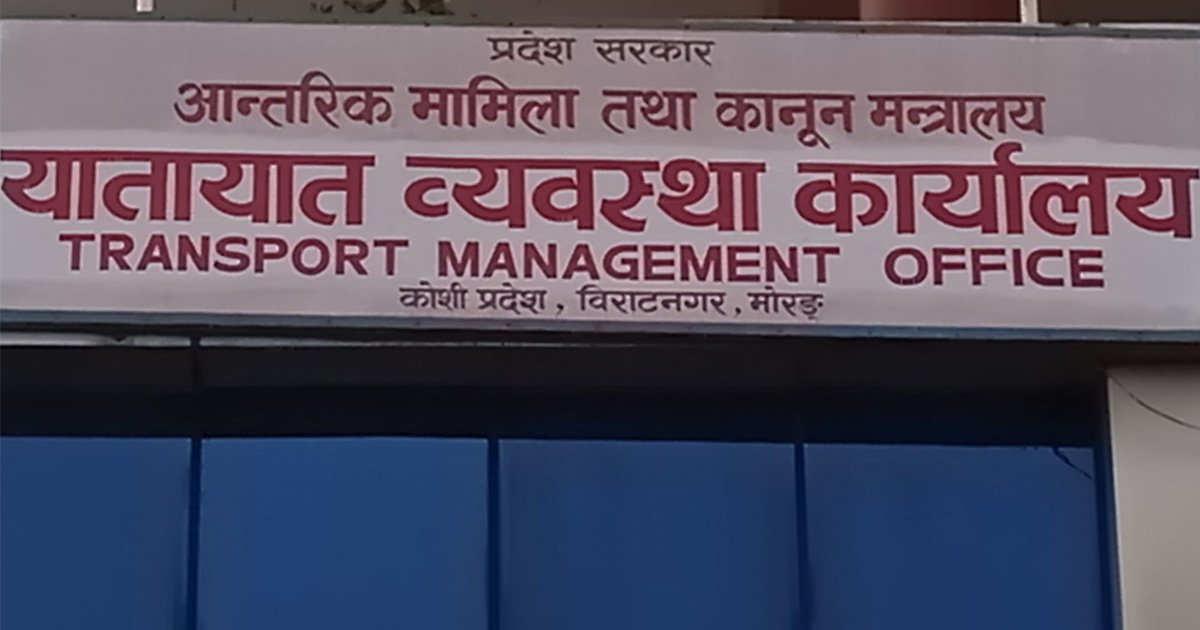 प्रदेश सरकार
आन्तरिक मामिला तथा कानून मन्त्रालय
यातायात व्यवस्था कार्यालय
TRANSPORT MANAGEMENT OFFICE
कोशी प्रदेश, विराटनगर, मोरङ